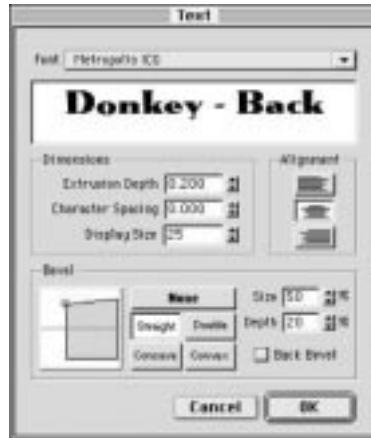 Text
Font Metropolis ICG
Donkey - Back
Dimensions
Extrusion Depth 0.200
Character Spacing 0.000
Display Size 25
Alignment
Bevel
None
Straight Double
Concave Convex
Size 50 %
Depth 20 %
Back Bevel
Cancel OK